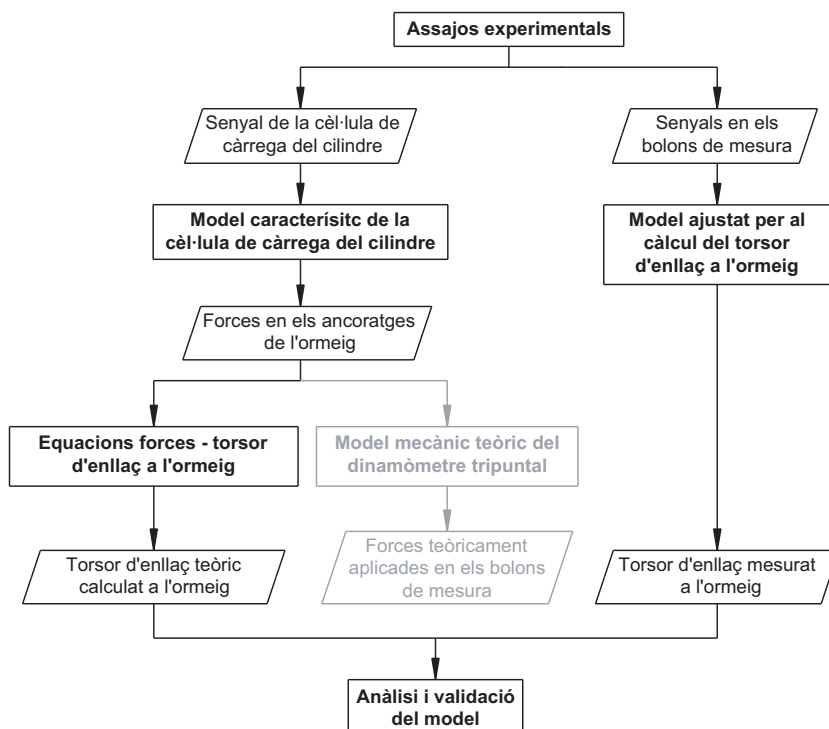 Assajos experimentals
Senyal de la cèl·lula de
càrrega del cilindre
Senyals en els
bolons de mesura
Model caracterísitc de la
cèl·lula de càrrega del cilindre
Model ajustat per al
càlcul del torsor
d'enllaç a l'ormeig
Forces en els ancoratges
de l'ormeig
Equacions forces - torsor
d'enllaç a l'ormeig
Model mecànic teòric del
dinamòmetre tripuntal
Torsor d'enllaç teòric
calculat a l'ormeig
Forces teòricament
aplicades en els bolons
de mesura
Torsor d'enllaç mesurat
a l'ormeig
Anàlisi i validació
del model